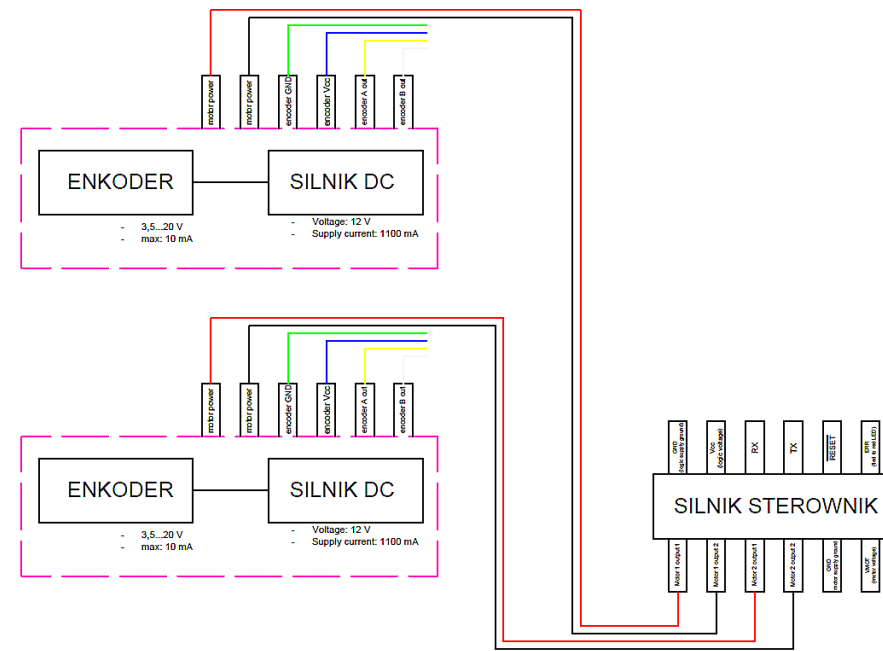 motor power
motor power
encoder GND
encoder Vcc
encoder A out
encoder B out
ENKODER
SILNIK DC
- 3,5...20 V
- max: 10 mA
- Voltage: 12 V
- Supply current: 1100 mA
motor power
motor power
encoder GND
encoder Vcc
encoder A out
encoder B out
ENKODER
SILNIK DC
- 3,5...20 V
- max: 10 mA
- Voltage: 12 V
- Supply current: 1100 mA
GND
(logic supply ground)
Vcc
(logic voltage)
RX
TX
RESET
ERR
(tied to red LED)
SILNIK STEROWNIK
Motor 1 output 1
Motor 1 output 2
Motor 2 output 1
Motor 2 output 2
GND
motor supply ground
VMOT
(motor voltage)